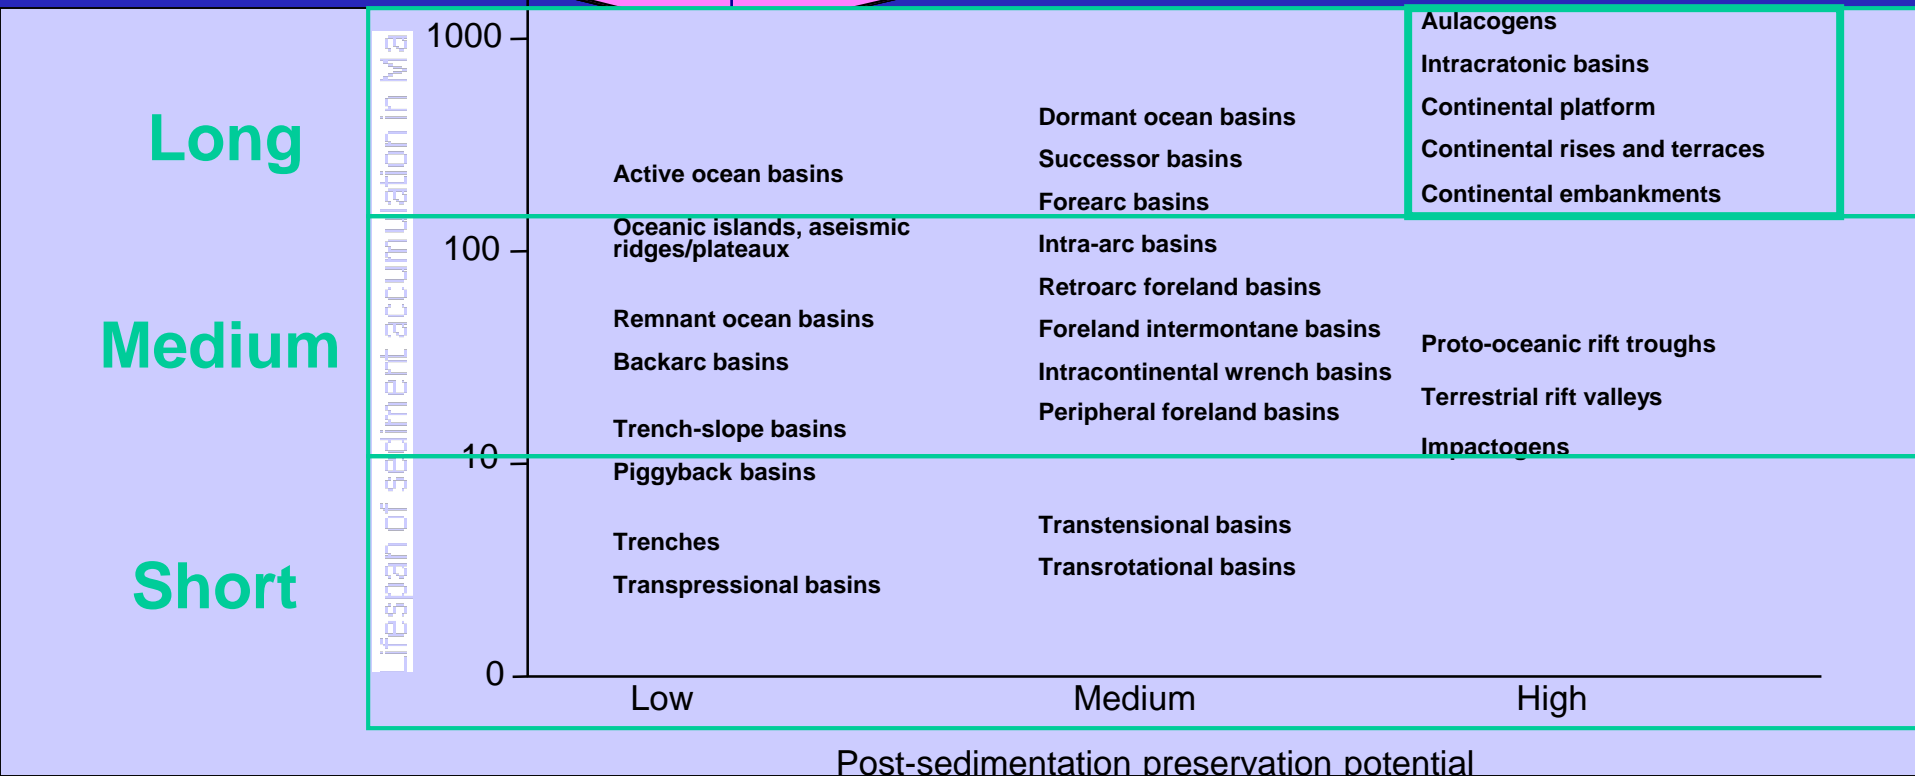 Long
Medium
Short
Lifespan of sediment accumulation in Ma
1000
100
10
0
Active ocean basins
Oceanic islands, aseismic
ridges/plateaux
Remnant ocean basins
Backarc basins
Trench-slope basins
Piggyback basins
Trenches
Transpressional basins
Dormant ocean basins
Successor basins
Forearc basins
Intra-arc basins
Retroarc foreland basins
Foreland intermontane basins
Intracontinental wrench basins
Peripheral foreland basins
Transtensional basins
Transrotational basins
Aulacogens
Intracratonic basins
Continental platform
Continental rises and terraces
Continental embankments
Proto-oceanic rift troughs
Terrestrial rift valleys
Impactogens
Low
Medium
High
Post-sedimentation preservation potential